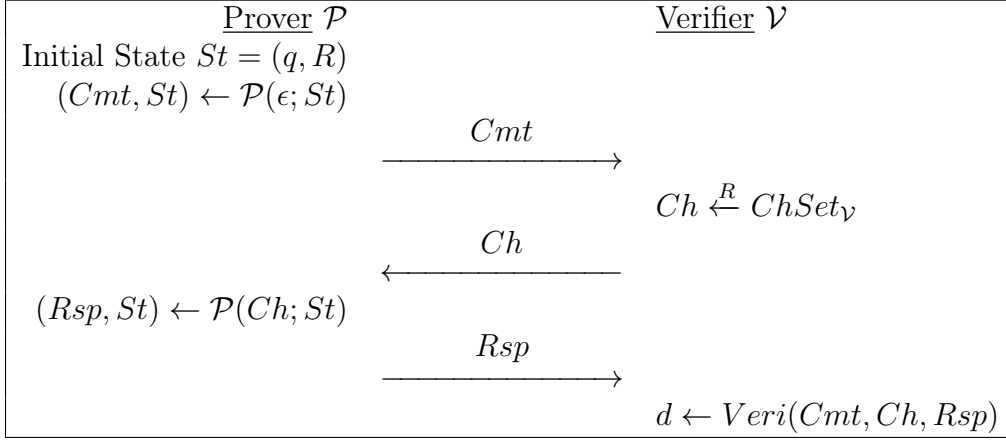 Prover 𝒫 Verifier 𝒱
Initial State St = (q, R)
(Cmt, St) ← 𝒫(ϵ; St)
Cmt
Ch ←R ChSet𝒱
Ch
(Rsp, St) ← 𝒫(Ch; St)
Rsp
d ← Veri(Cmt, Ch, Rsp)